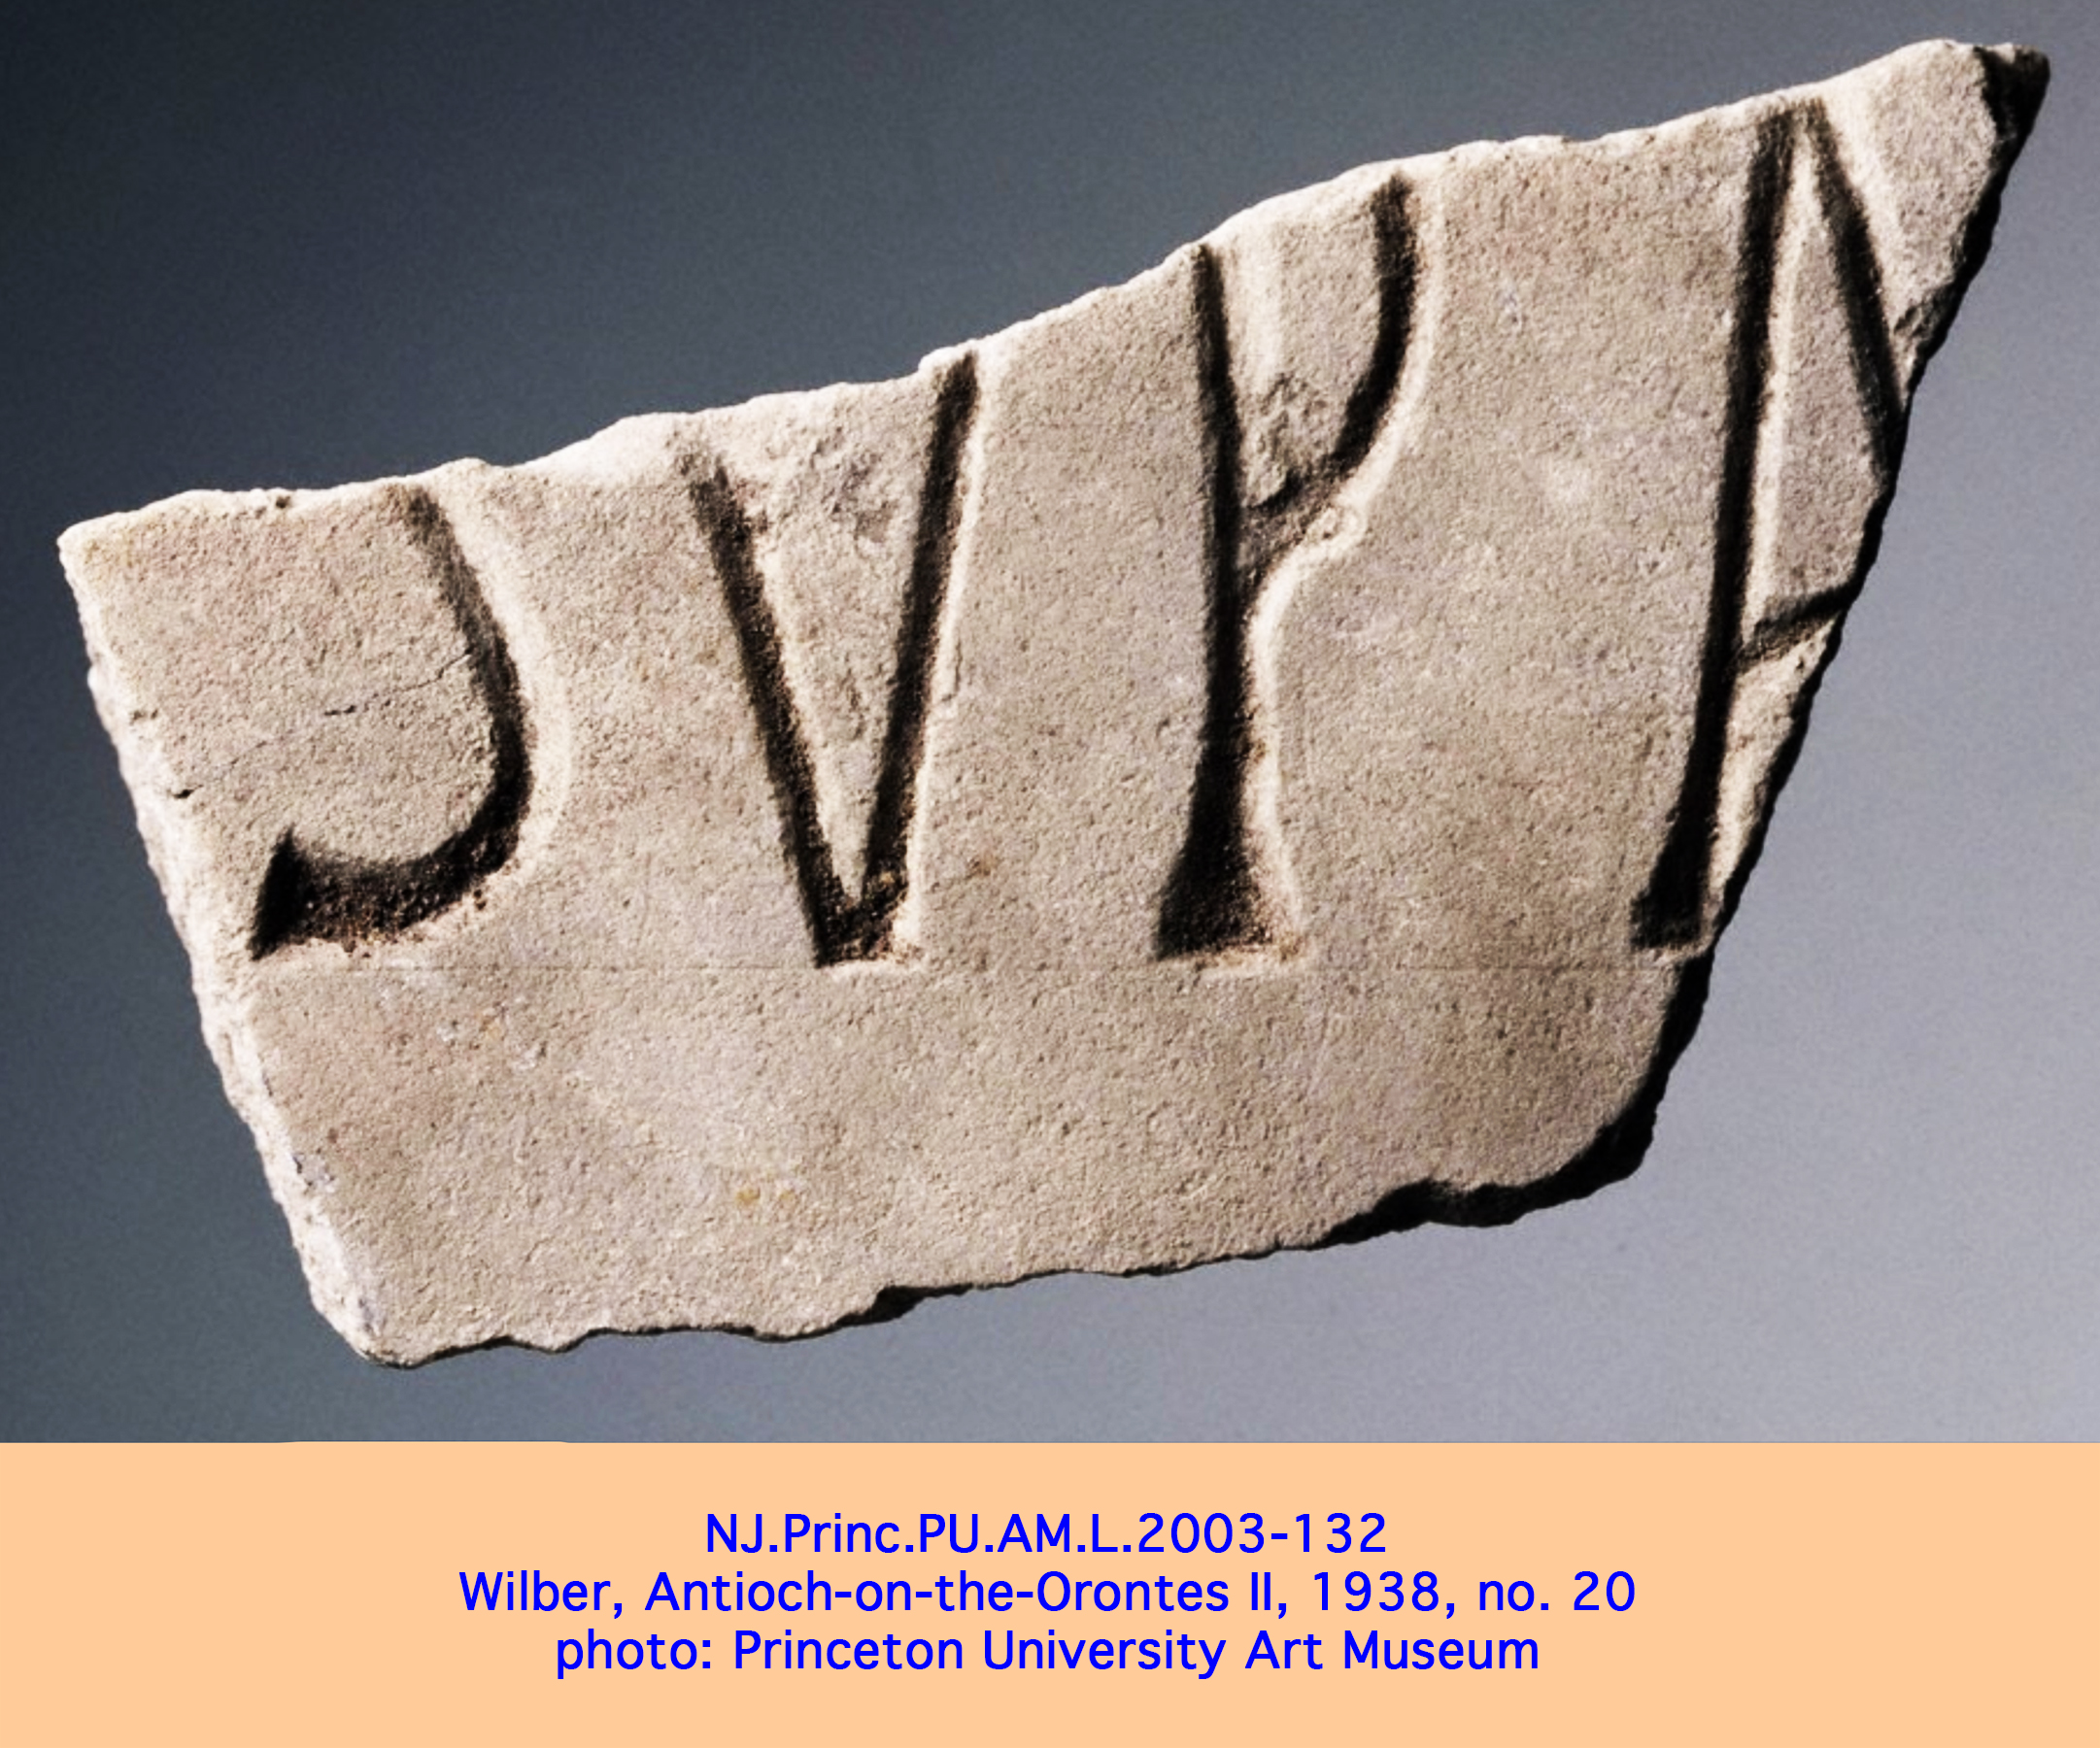 SVPA
NJ.Princ.PU.AM.L.2003-132
Wilber, Antioch-on-the-Orontes II, 1938, no. 20
photo: Princeton University Art Museum